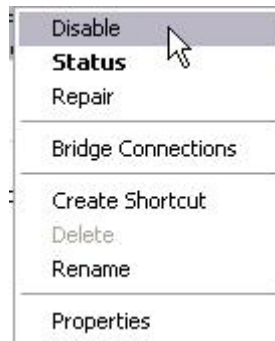 Disable
Status
Repair
Bridge Connections
Create Shortcut
Delete
Rename
Properties